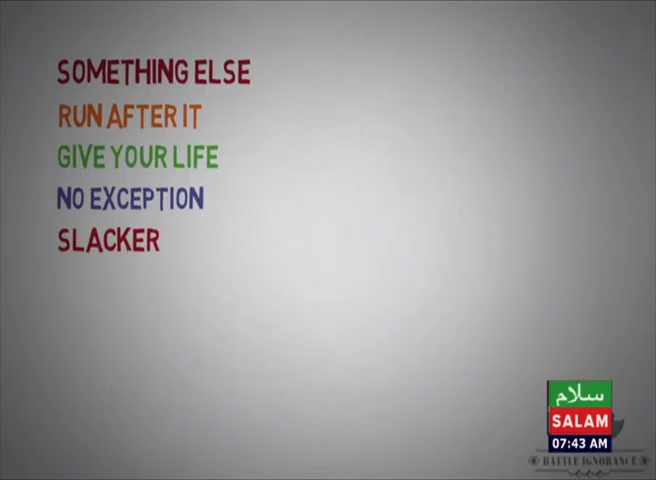 SOMETHING ELSE
RUN AFTER IT
GIVE YOUR LIFE
NO EXCEPTION
SLACKER
سلام
SALAM
07:43 AM
BATTLE IGNORANCE